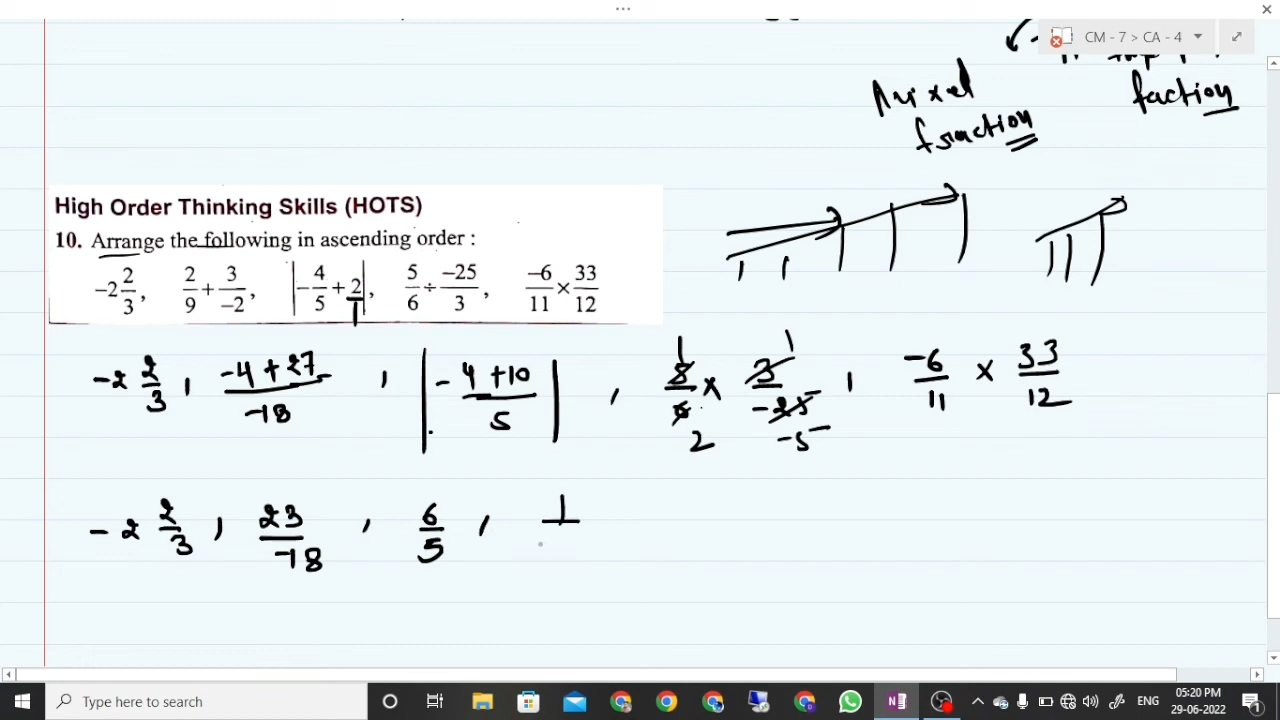 CM - 7 > CA - 4
Mixed
fraction
faction
High Order Thinking Skills (HOTS)
10. Arrange the following in ascending order :
-2 2/3, 2/9 + 3/-2, |-4/5 + 2/1|, 5/6 ÷ -25/3, -6/11 × 33/12
-2 2/3, -4+27/-18, |-4+10/5|, 5/6 1/2 × 3/-25 1/-5, -6/11 × 33/12
-2 2/3, 23/-18, 6/5, 1
Type here to search
ENG
05:20 PM
29-06-2022
1